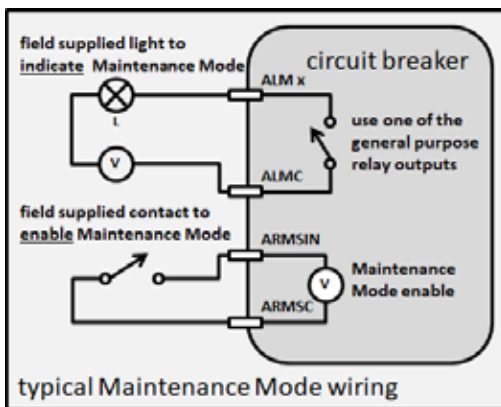 field supplied light to
indicate Maintenance Mode
L
V
field supplied contact to
enable Maintenance Mode
circuit breaker
ALM x
use one of the
general purpose
relay outputs
ALMC
ARMSIN
V
Maintenance
Mode enable
ARMSC
typical Maintenance Mode wiring